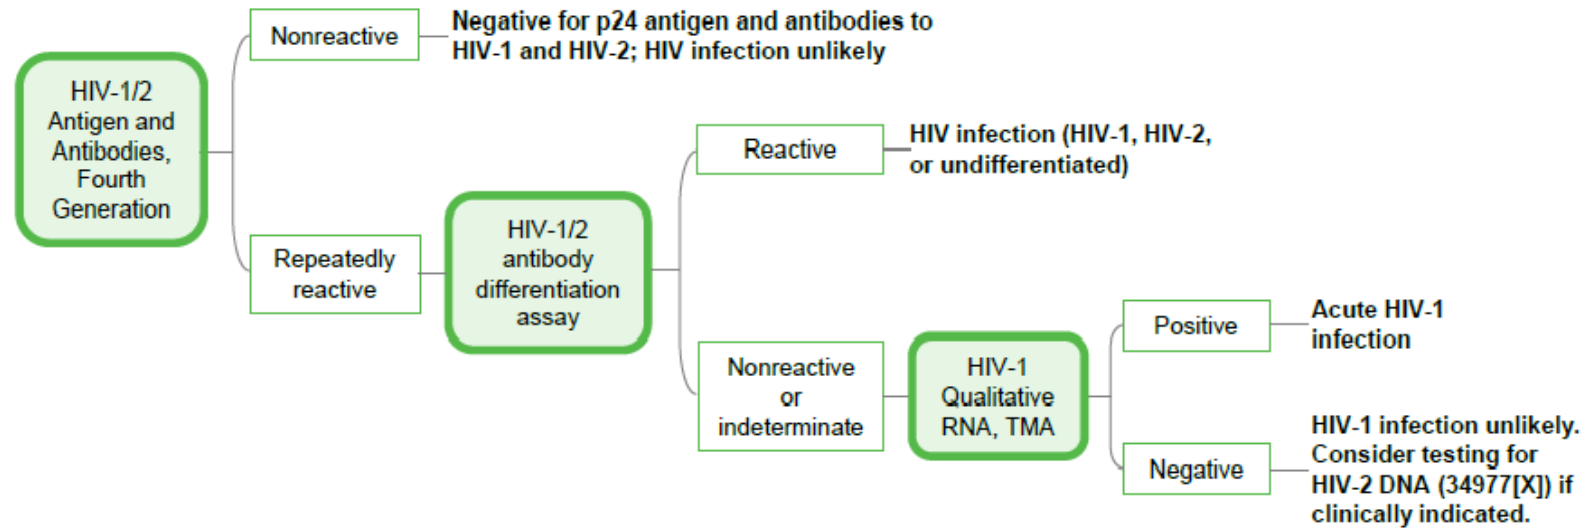 HIV-1/2
Antigen and
Antibodies,
Fourth
Generation
Nonreactive
Negative for p24 antigen and antibodies to
HIV-1 and HIV-2; HIV infection unlikely
Repeatedly
reactive
HIV-1/2
antibody
differentiation
assay
Reactive
HIV infection (HIV-1, HIV-2,
or undifferentiated)
Nonreactive
or
indeterminate
HIV-1
Qualitative
RNA, TMA
Positive
Acute HIV-1
infection
Negative
HIV-1 infection unlikely.
Consider testing for
HIV-2 DNA (34977[X]) if
clinically indicated.